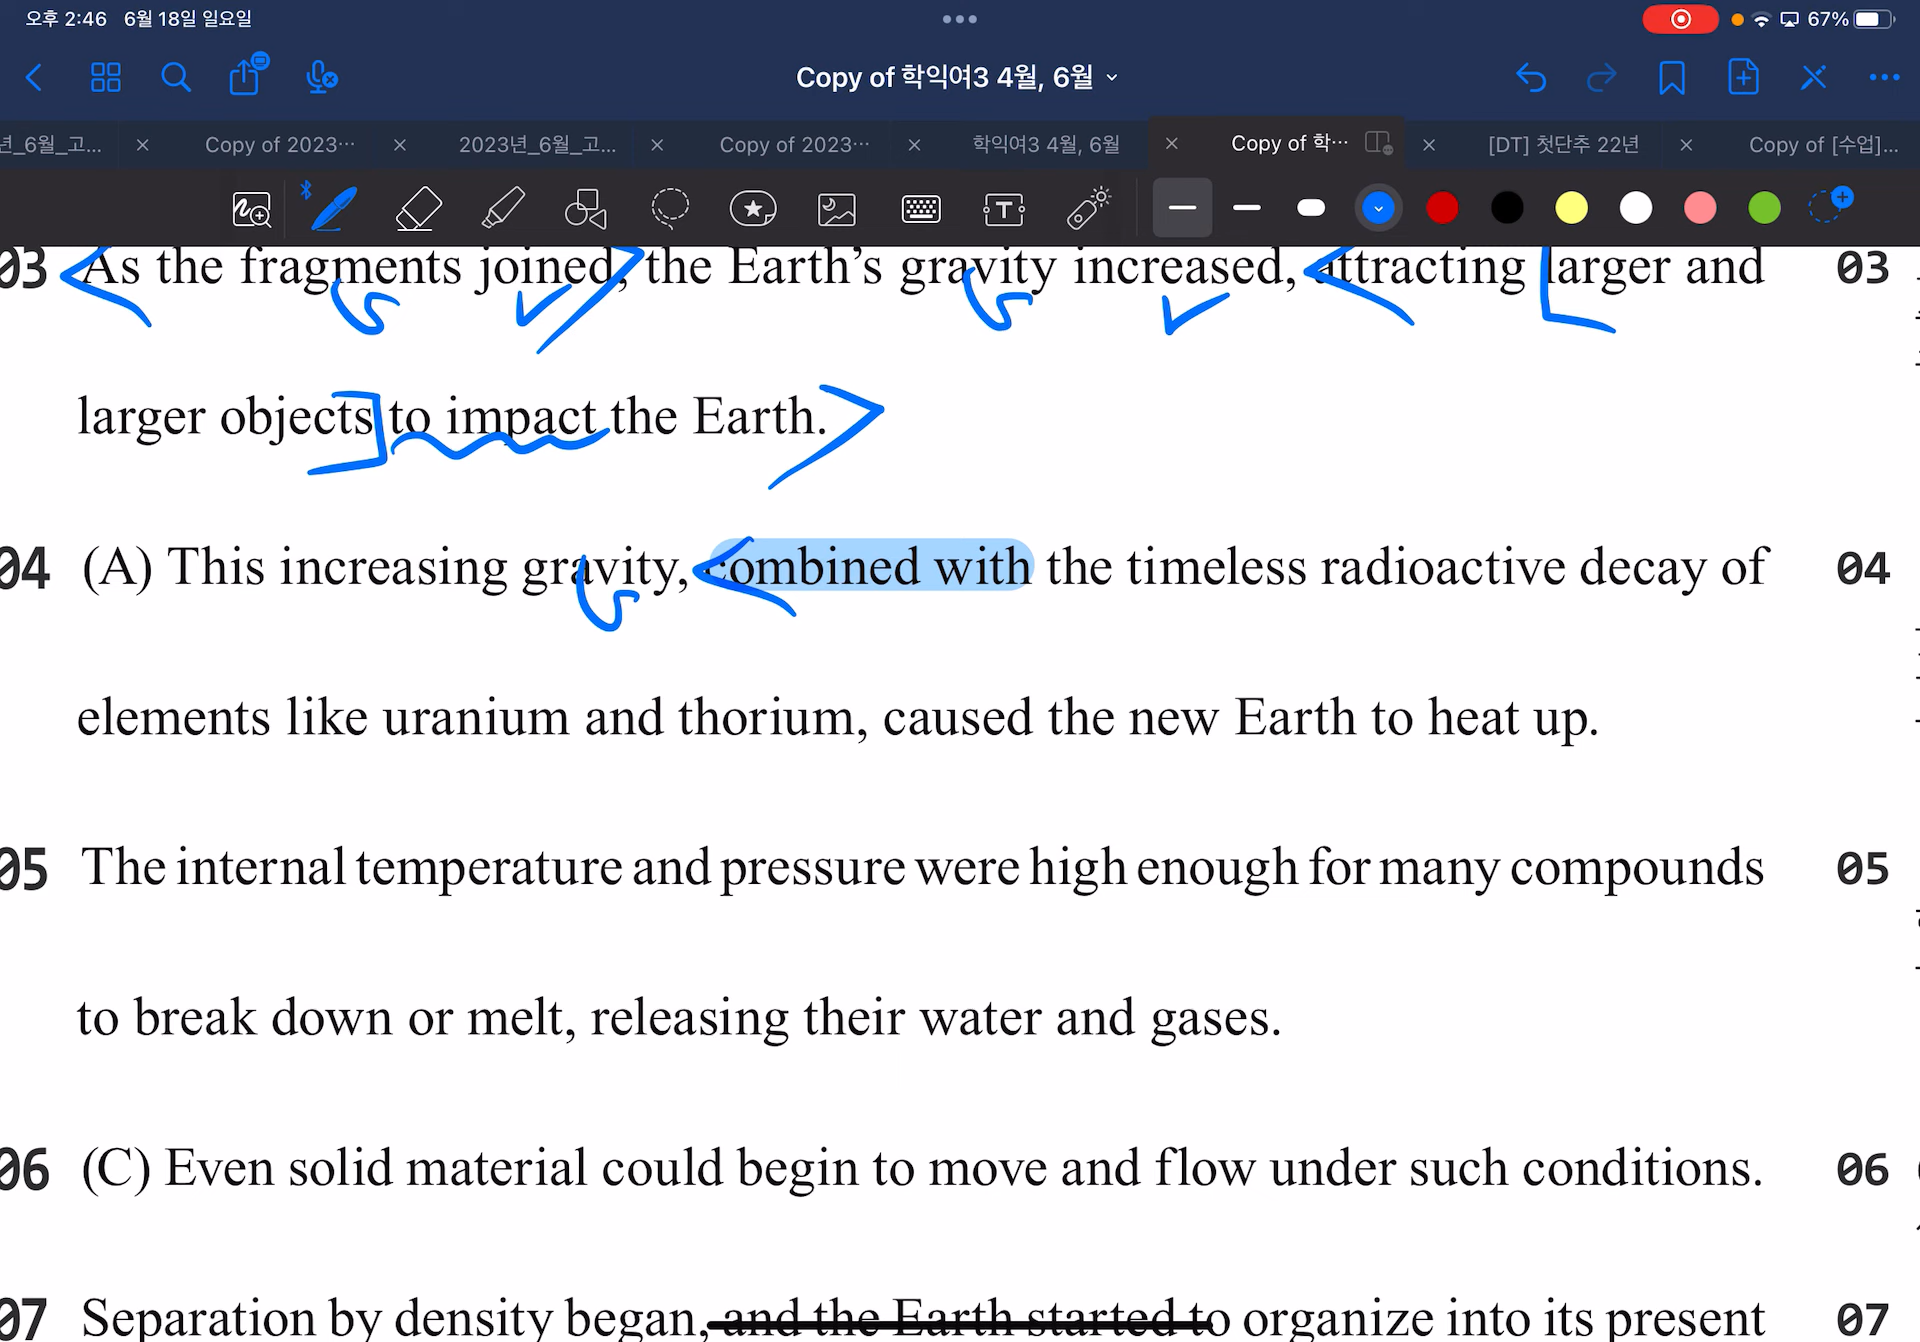 오후 2:46 6월 18일 일요일
67%
Copy of 학익여3 4월, 6월
년_6월_고...
Copy of 2023…
2023년_6월_고...
Copy of 2023…
학익여3 4월, 6월
Copy of 학…
[DT] 첫단추 22년
Copy of [수업]...
03 As the fragments joined, the Earth's gravity increased, attracting larger and 03
larger objects to impact the Earth.
04 (A) This increasing gravity, combined with the timeless radioactive decay of 04
elements like uranium and thorium, caused the new Earth to heat up.
05 The internal temperature and pressure were high enough for many compounds 05
to break down or melt, releasing their water and gases.
06 (C) Even solid material could begin to move and flow under such conditions. 06
07 Separation by density began, and the Earth started to organize into its present 07